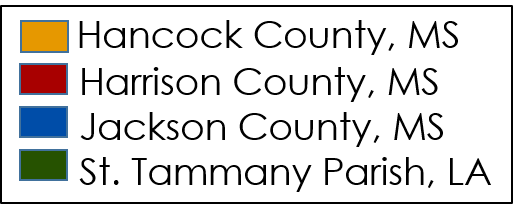 Hancock County, MS
Harrison County, MS
Jackson County, MS
St. Tammany Parish, LA